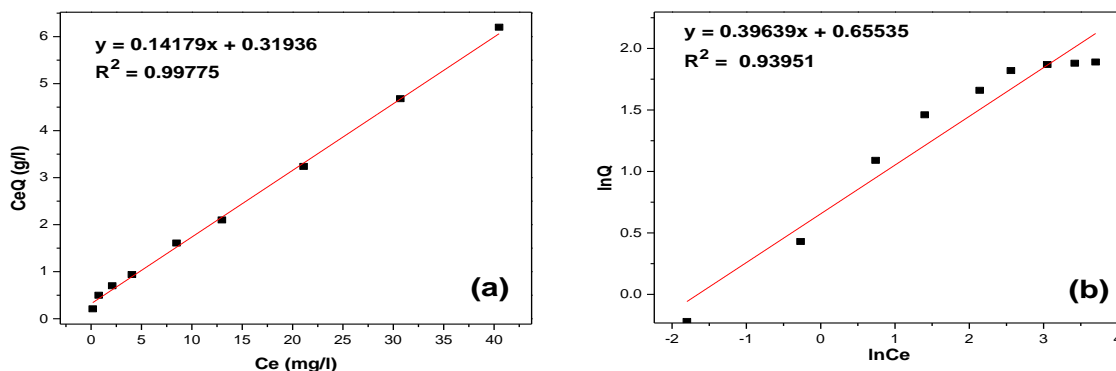 y = 0.14179x + 0.31936
R² = 0.99775
6
5
4
3
2
1
0
CeQ (g/l)
0 5 10 15 20 25 30 35 40
Ce (mg/l)
(a)
y = 0.39639x + 0.65535
R² = 0.93951
2.0
1.5
1.0
0.5
0.0
lnQ
-2 -1 0 1 2 3 4
lnCe
(b)